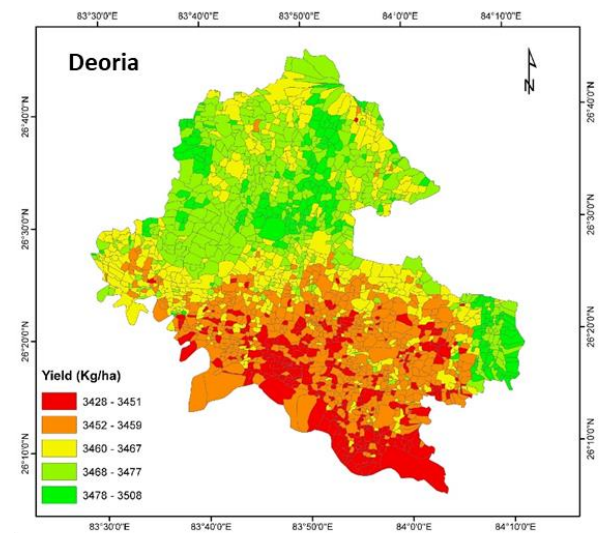 83°30'0"E 83°40'0"E 83°50'0"E 84°0'0"E 84°10'0"E
Deoria
N
26°40'0"N 26°40'0"N
26°30'0"N 26°30'0"N
26°20'0"N 26°20'0"N
26°10'0"N 26°10'0"N
Yield (Kg/ha)
3428 - 3451
3452 - 3459
3460 - 3467
3468 - 3477
3478 - 3508
83°30'0"E 83°40'0"E 83°50'0"E 84°0'0"E 84°10'0"E